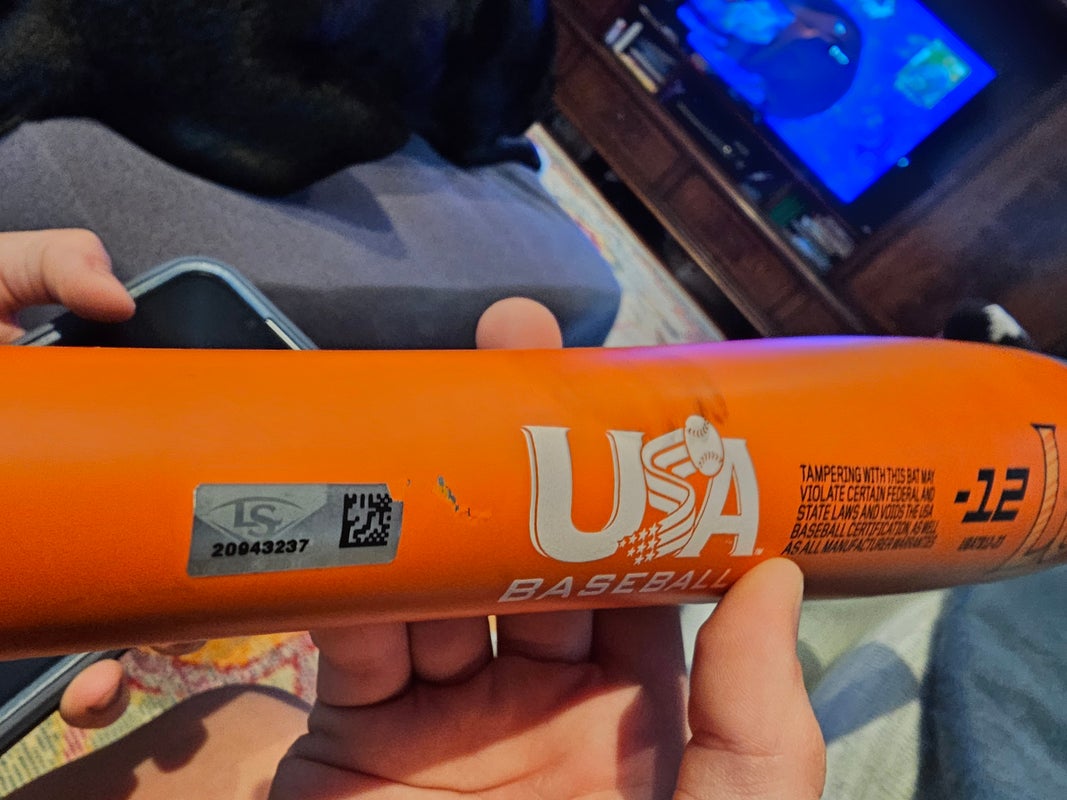 LS
20943237
USA
BASEBALL
TAMPERING WITH THIS BAT MAY
VIOLATE CERTAIN FEDERAL AND
STATE LAWS AND VOIDS THE USA
BASEBALL CERTIFICATION AS WELL
AS ALL MANUFACTURER WARRANTIES
-12